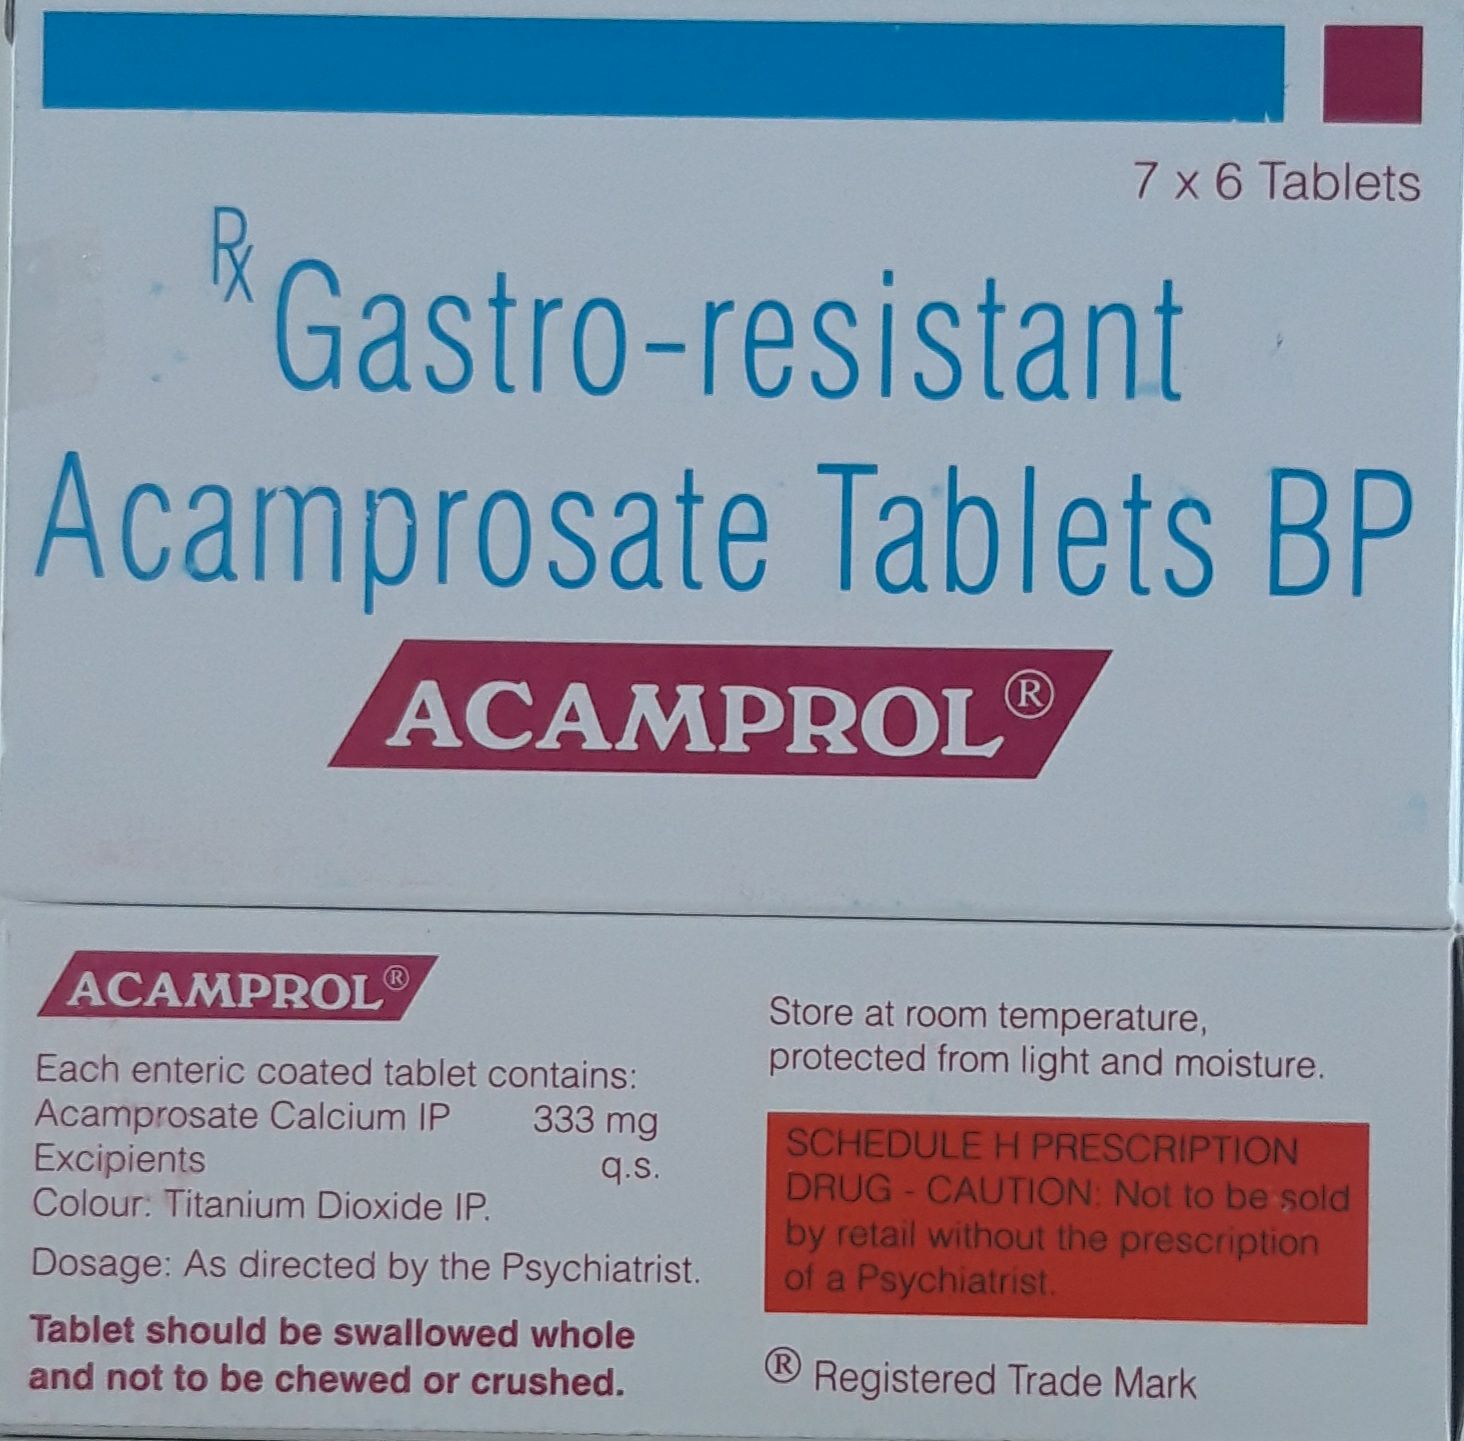 7 x 6 Tablets
Rx Gastro-resistant
Acamprosate Tablets BP
ACAMPROL®
ACAMPROL®
Each enteric coated tablet contains:
Acamprosate Calcium IP 333 mg
Excipients q.s.
Colour: Titanium Dioxide IP.
Dosage: As directed by the Psychiatrist.
Tablet should be swallowed whole
and not to be chewed or crushed.
Store at room temperature,
protected from light and moisture.
SCHEDULE H PRESCRIPTION
DRUG - CAUTION: Not to be sold
by retail without the prescription
of a Psychiatrist.
® Registered Trade Mark